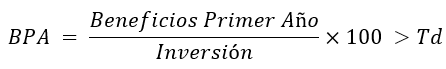 BPA = Beneficios Primer Año / Inversión × 100 > Td